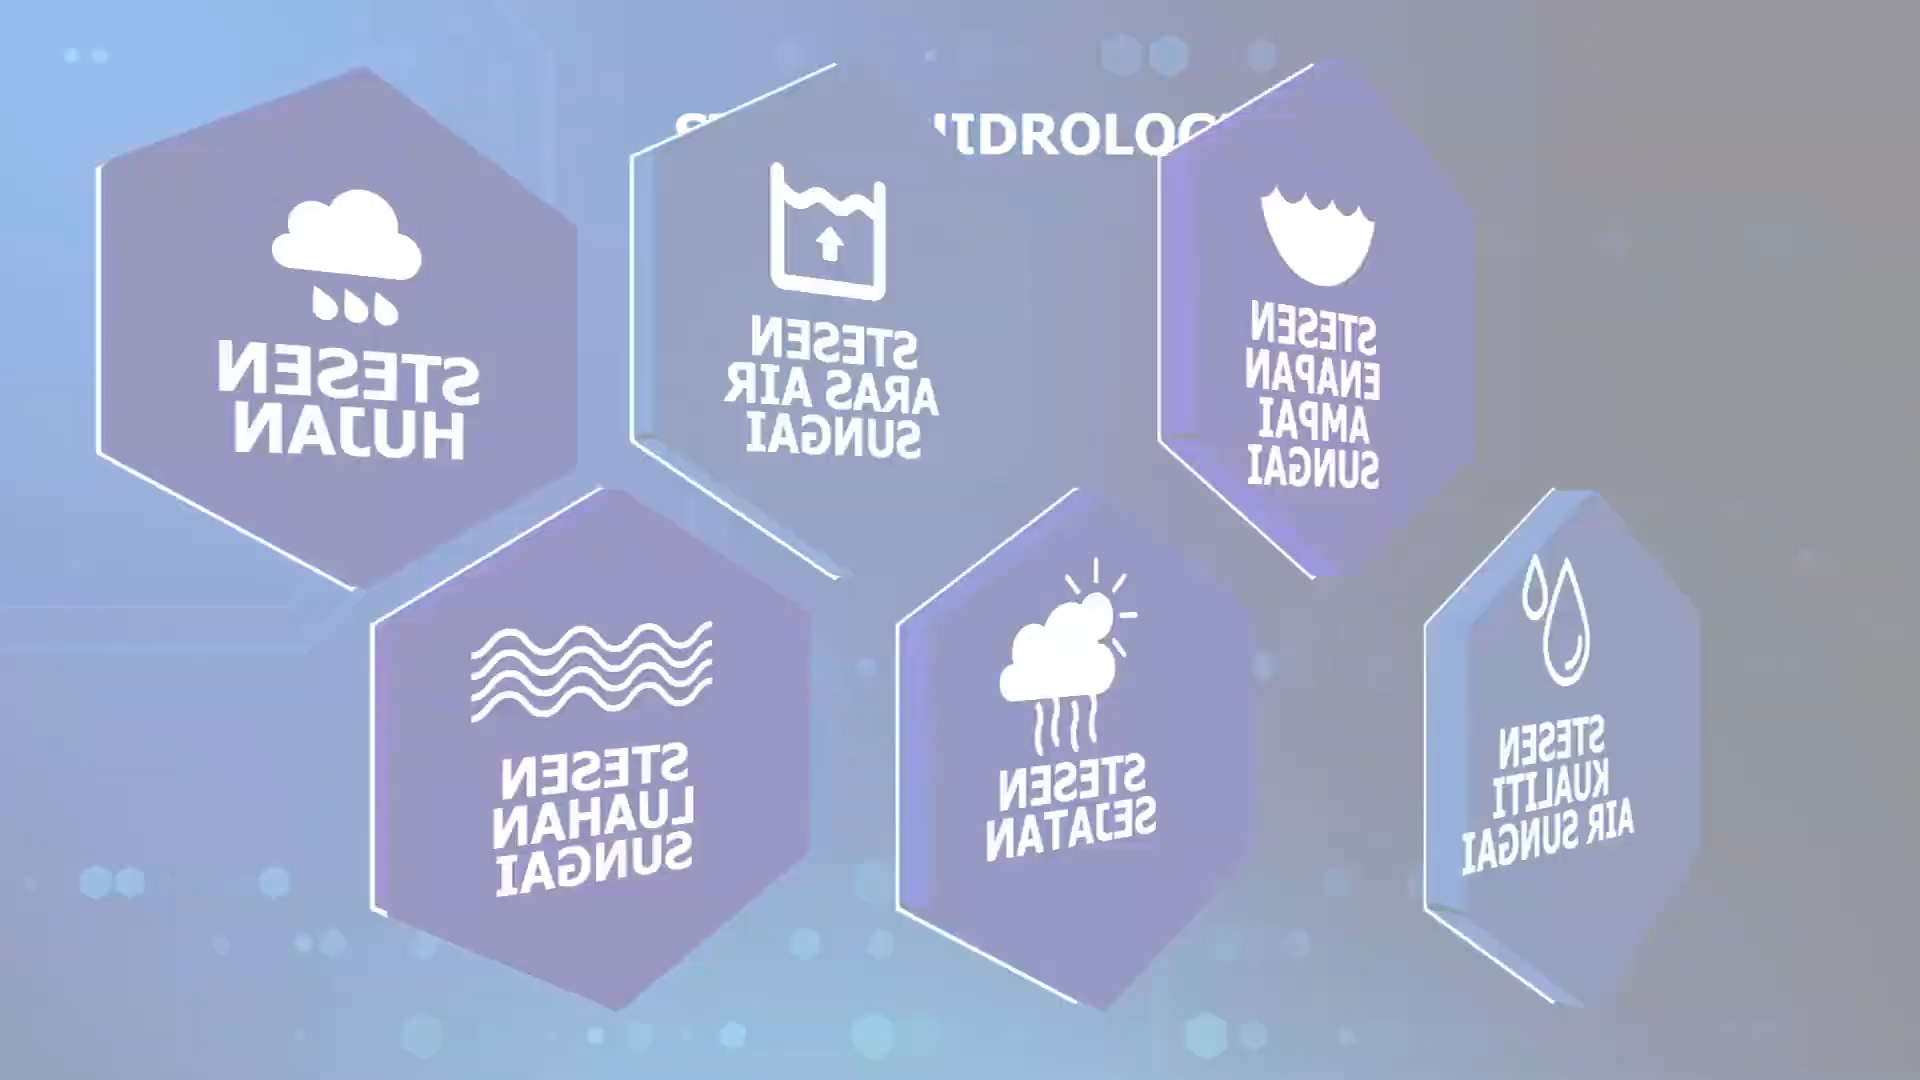 IDROLOG
STESEN
HUJAN
STESEN
ARAS AIR
SUNGAI
STESEN
ENAPAN
AMPAI
SUNGAI
STESEN
LUAHAN
SUNGAI
STESEN
SEJATAN
STESEN
KUALITI
AIR SUNGAI